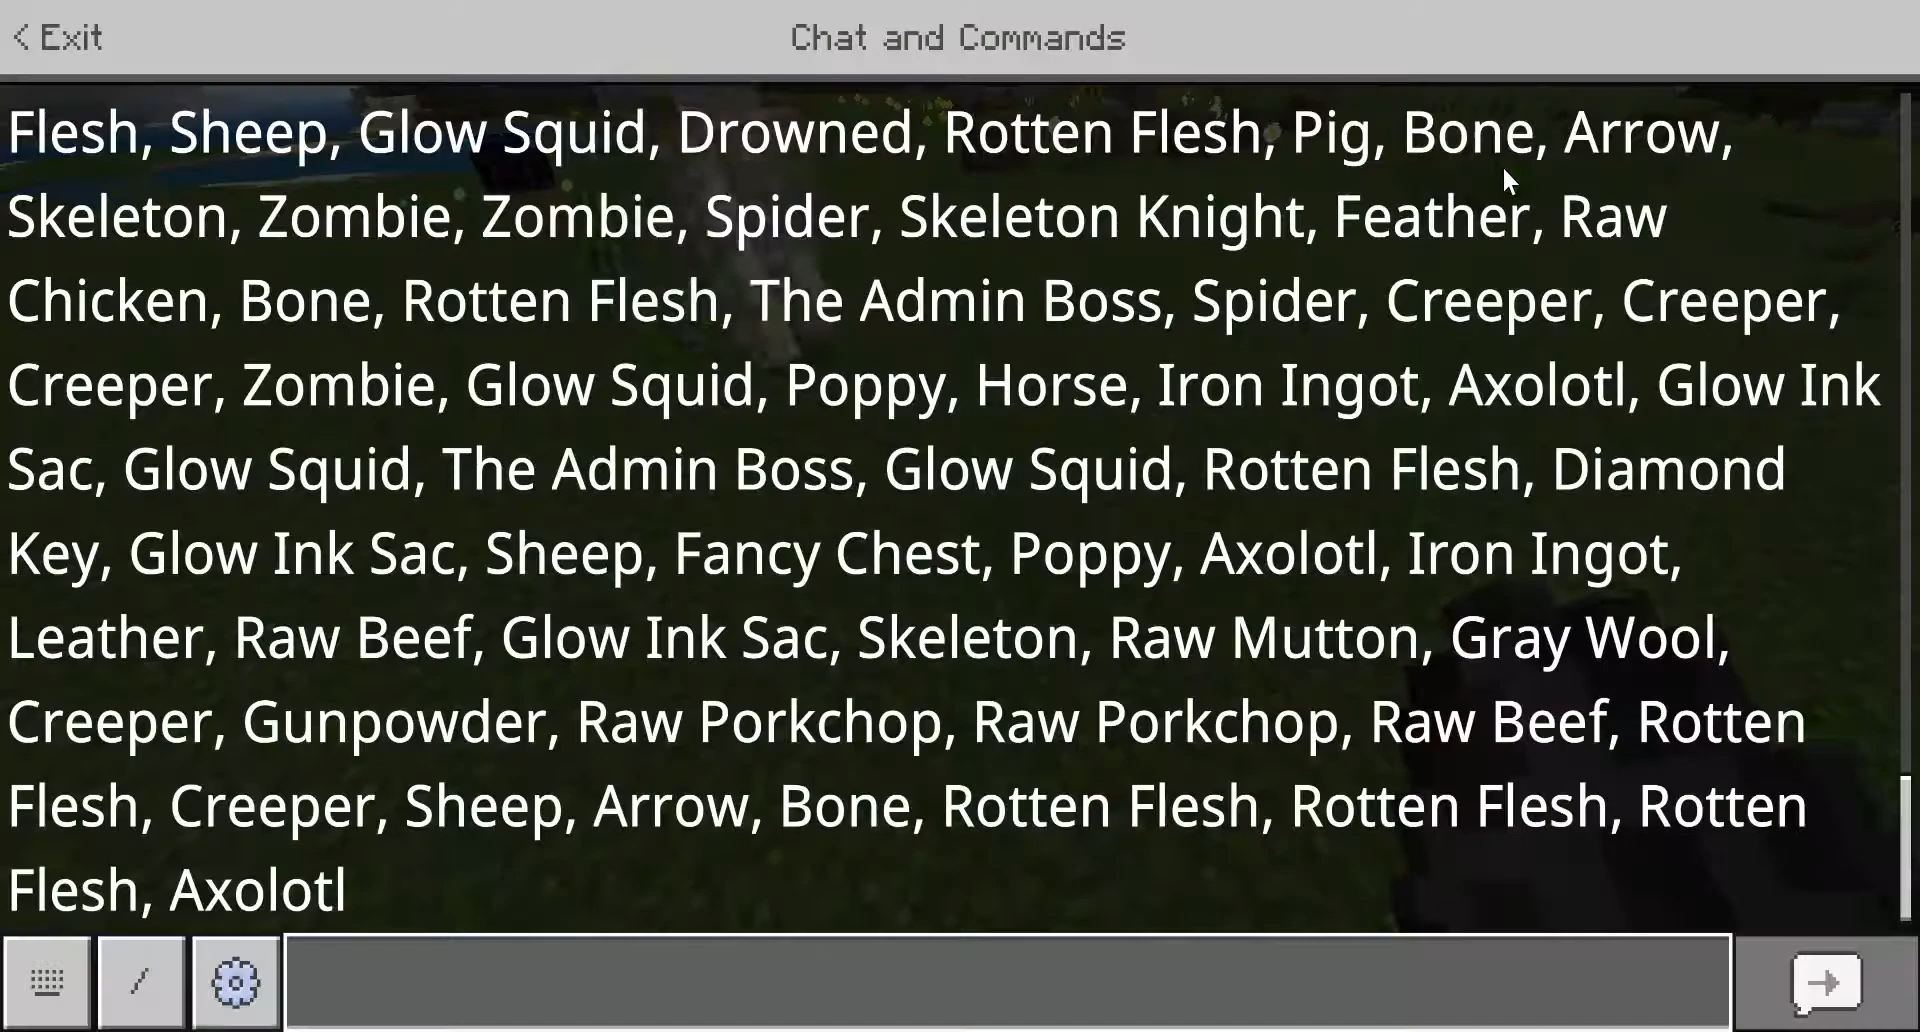 < Exit
Chat and Commands
Flesh, Sheep, Glow Squid, Drowned, Rotten Flesh, Pig, Bone, Arrow,
Skeleton, Zombie, Zombie, Spider, Skeleton Knight, Feather, Raw
Chicken, Bone, Rotten Flesh, The Admin Boss, Spider, Creeper, Creeper,
Creeper, Zombie, Glow Squid, Poppy, Horse, Iron Ingot, Axolotl, Glow Ink
Sac, Glow Squid, The Admin Boss, Glow Squid, Rotten Flesh, Diamond
Key, Glow Ink Sac, Sheep, Fancy Chest, Poppy, Axolotl, Iron Ingot,
Leather, Raw Beef, Glow Ink Sac, Skeleton, Raw Mutton, Gray Wool,
Creeper, Gunpowder, Raw Porkchop, Raw Porkchop, Raw Beef, Rotten
Flesh, Creeper, Sheep, Arrow, Bone, Rotten Flesh, Rotten Flesh, Rotten
Flesh, Axolotl
/